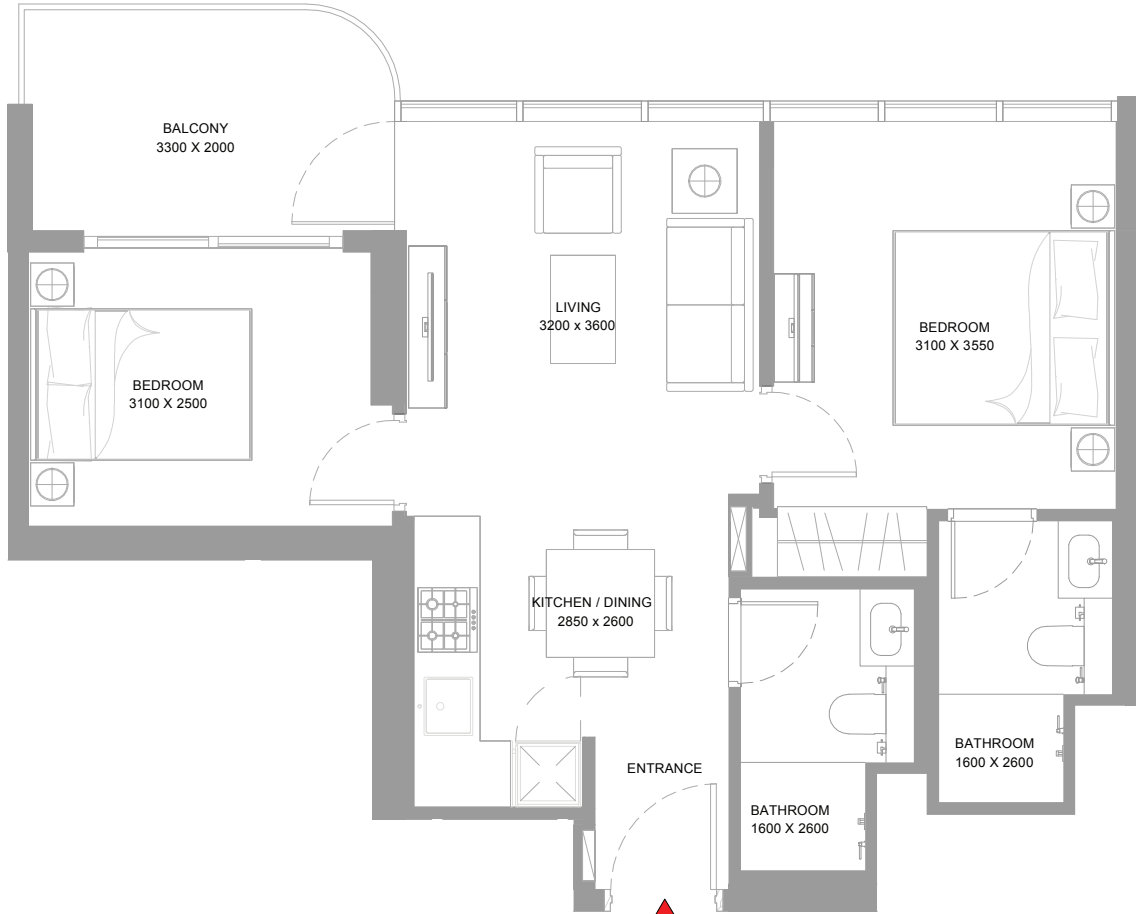 BALCONY
3300 X 2000
LIVING
3200 x 3600
BEDROOM
3100 X 3550
BEDROOM
3100 X 2500
KITCHEN / DINING
2850 x 2600
ENTRANCE
BATHROOM
1600 X 2600
BATHROOM
1600 X 2600